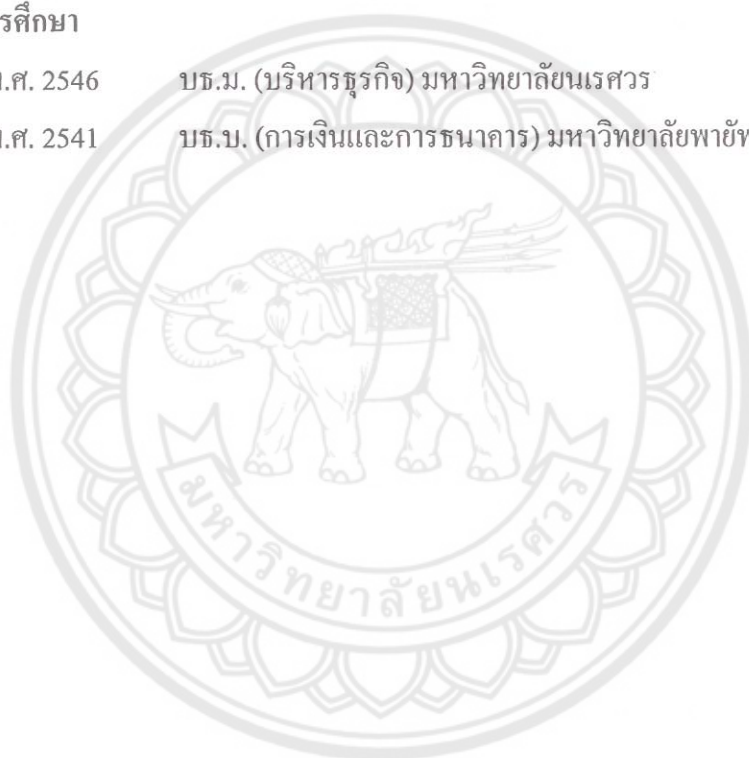 รศึกษา
.ศ. 2546 บธ.ม. (บริหารธุรกิจ) มหาวิทยาลัยนเรศวร
.ศ. 2541 บธ.บ. (การเงินและการธนาคาร) มหาวิทยาลัยพายัพ
มหาวิทยาลัยนเรศวร